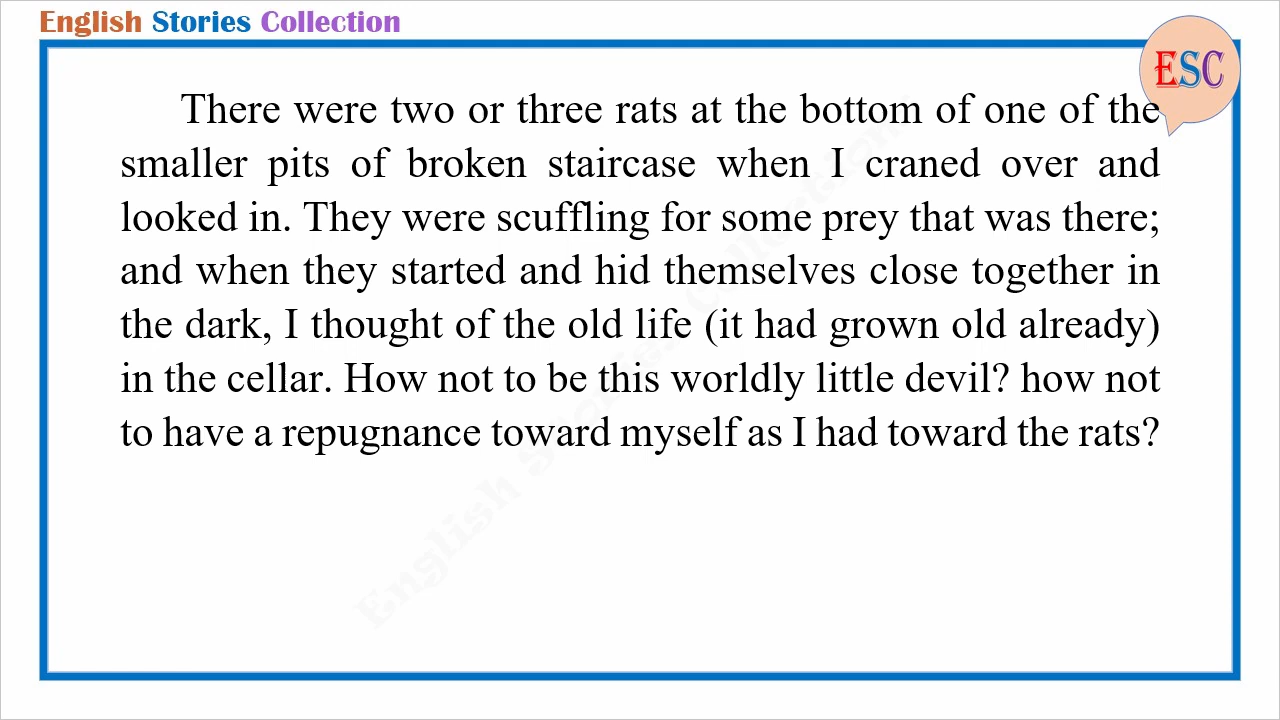 English Stories Collection
ESC
There were two or three rats at the bottom of one of the
smaller pits of broken staircase when I craned over and
looked in. They were scuffling for some prey that was there;
and when they started and hid themselves close together in
the dark, I thought of the old life (it had grown old already)
in the cellar. How not to be this worldly little devil? how not
to have a repugnance toward myself as I had toward the rats?
English Stories Collection